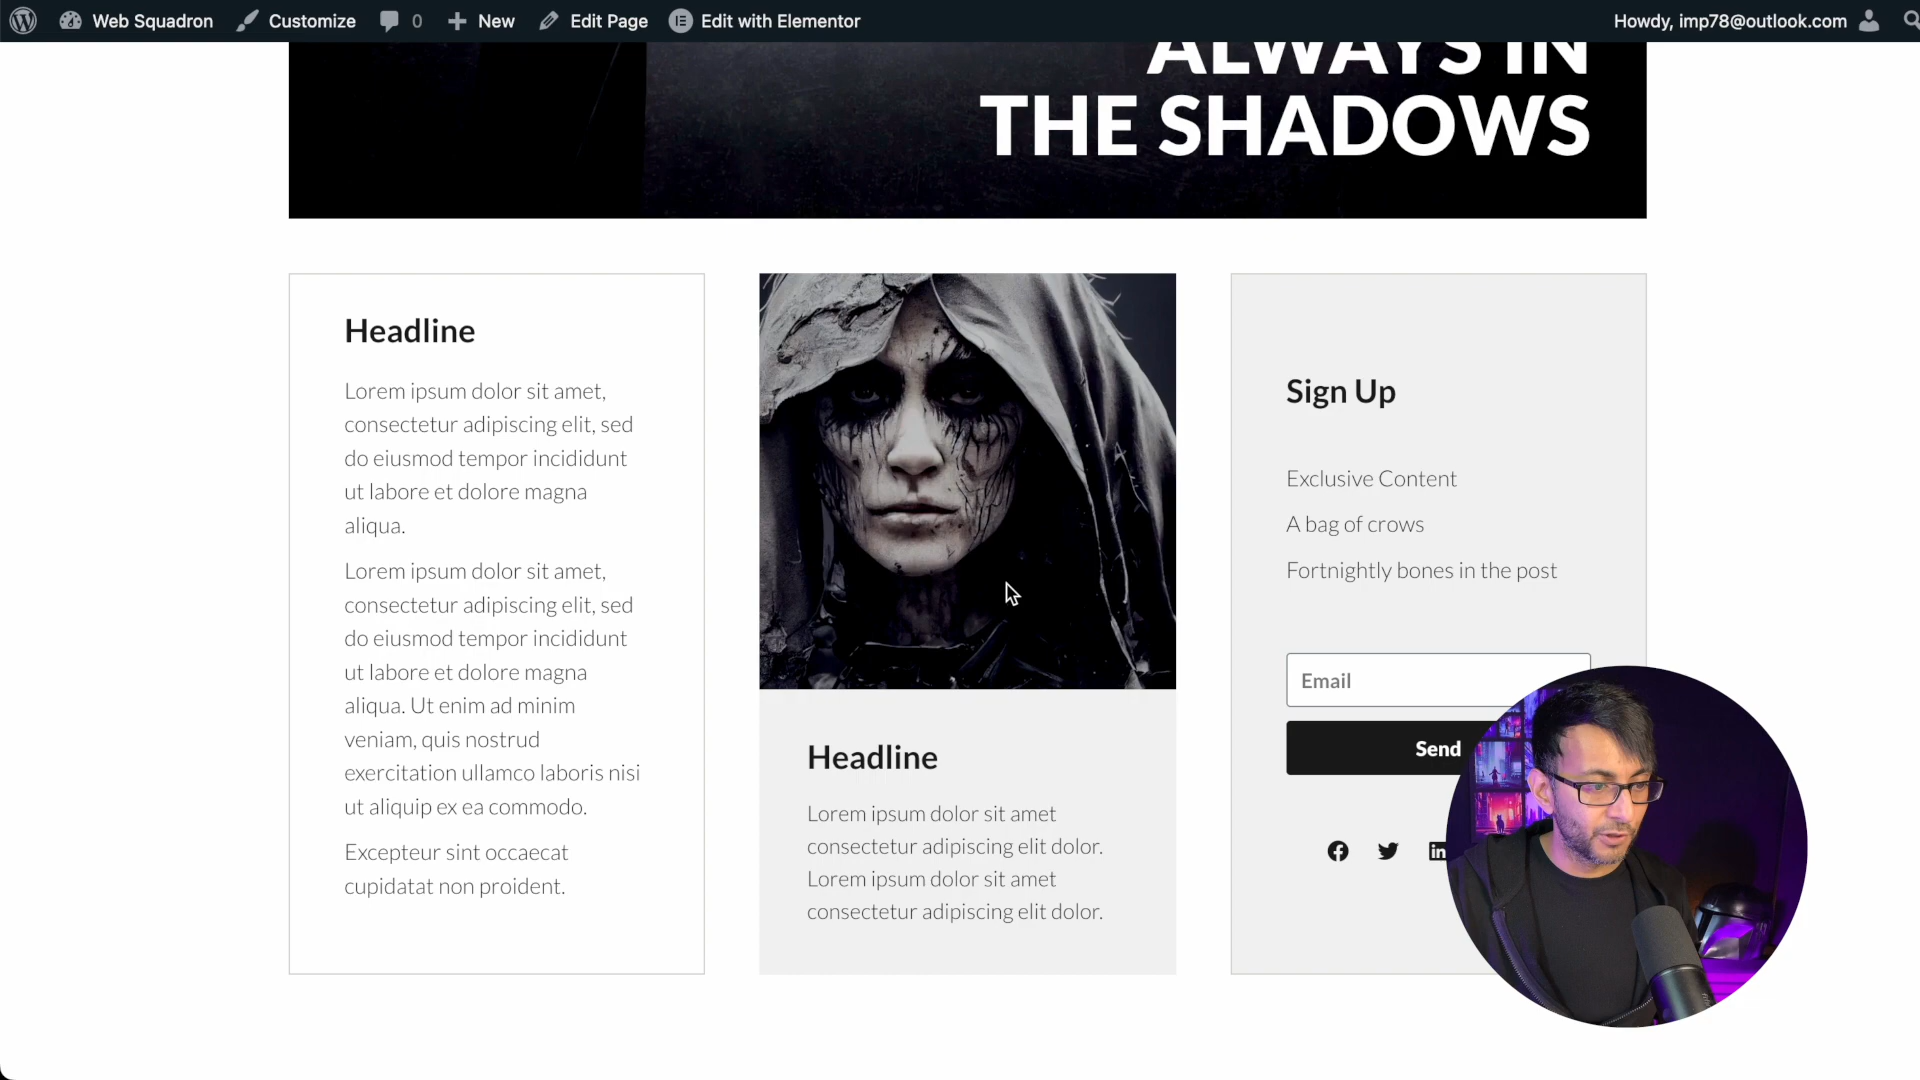 Web Squadron Customize 0 New Edit Page Edit with Elementor Howdy, imp78@outlook.com
ALWAYS IN
THE SHADOWS
Headline
Lorem ipsum dolor sit amet,
consectetur adipiscing elit, sed
do eiusmod tempor incididunt
ut labore et dolore magna
aliqua.
Lorem ipsum dolor sit amet,
consectetur adipiscing elit, sed
do eiusmod tempor incididunt
ut labore et dolore magna
aliqua. Ut enim ad minim
veniam, quis nostrud
exercitation ullamco laboris nisi
ut aliquip ex ea commodo.
Excepteur sint occaecat
cupidatat non proident.
Headline
Lorem ipsum dolor sit amet
consectetur adipiscing elit dolor.
Lorem ipsum dolor sit amet
consectetur adipiscing elit dolor.
Sign Up
Exclusive Content
A bag of crows
Fortnightly bones in the post
Email
Send